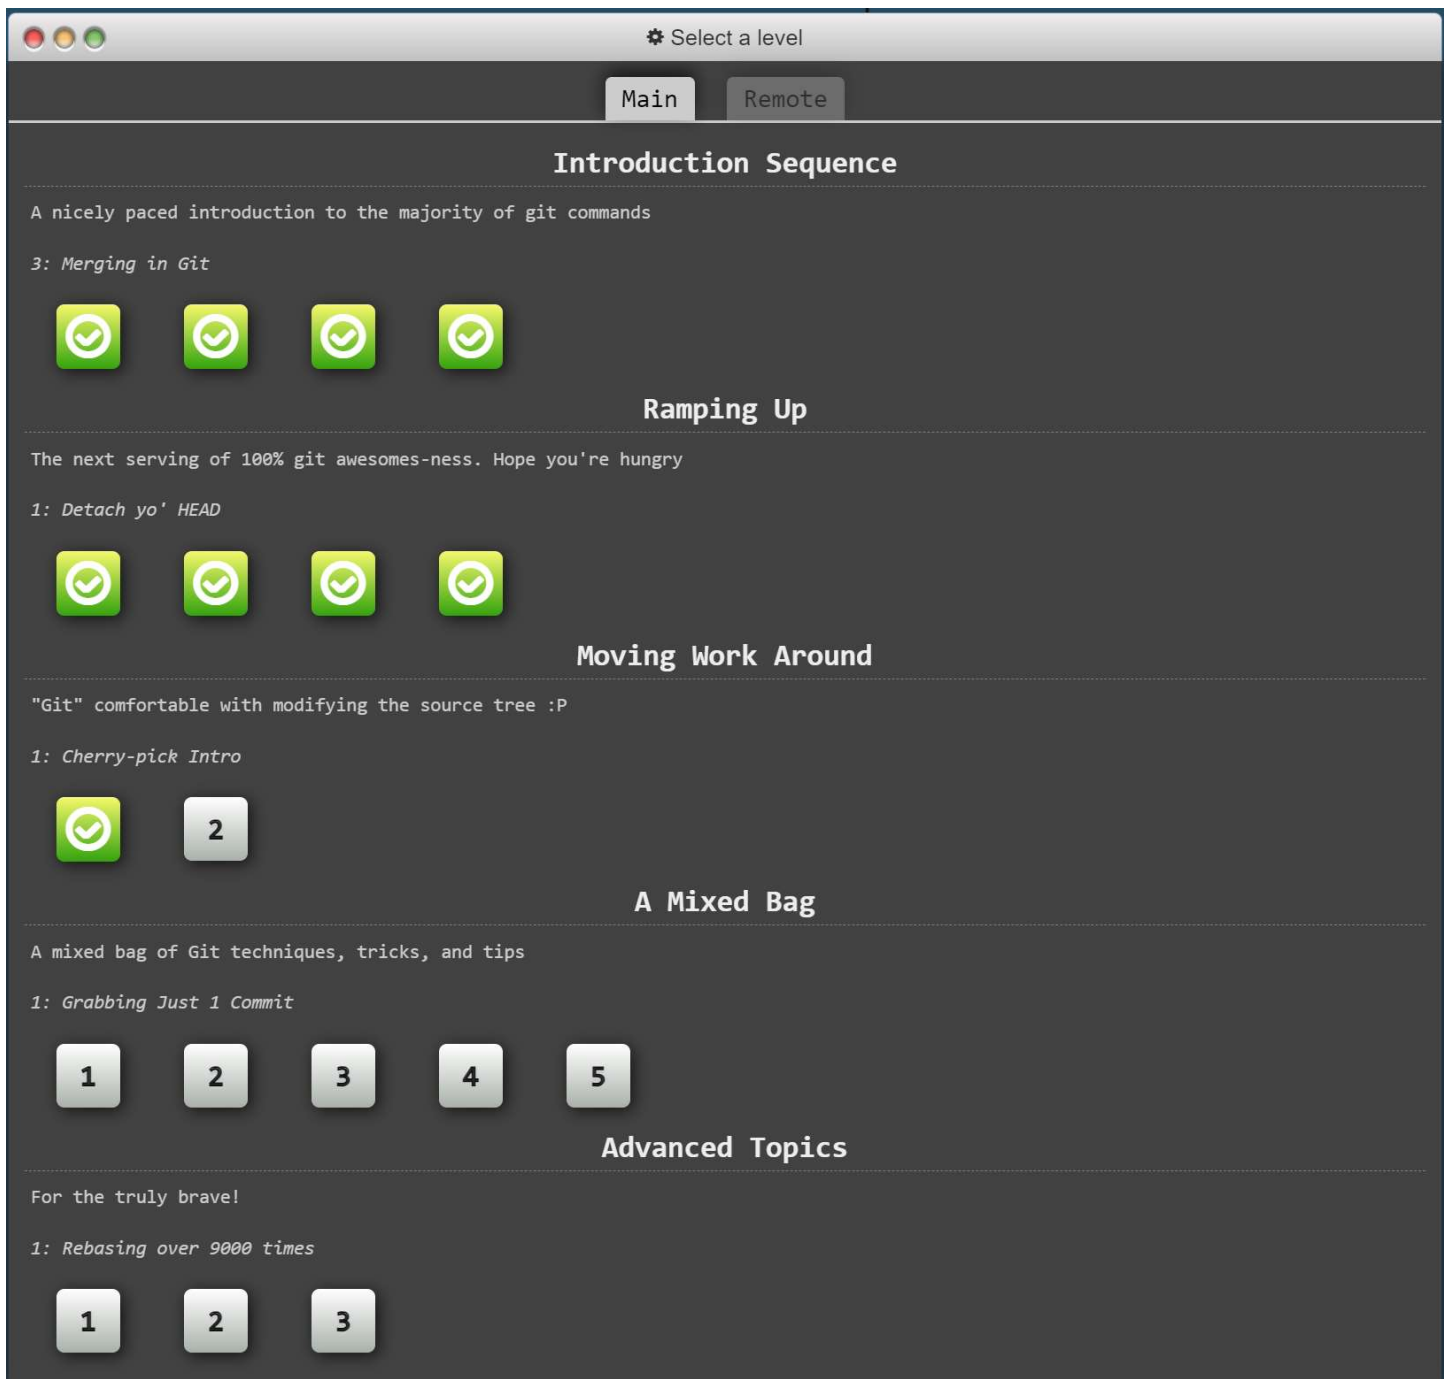 Select a level
Main Remote
Introduction Sequence
A nicely paced introduction to the majority of git commands
3: Merging in Git
Ramping Up
The next serving of 100% git awesomes-ness. Hope you're hungry
1: Detach yo' HEAD
Moving Work Around
"Git" comfortable with modifying the source tree :P
1: Cherry-pick Intro
2
A Mixed Bag
A mixed bag of Git techniques, tricks, and tips
1: Grabbing Just 1 Commit
1 2 3 4 5
Advanced Topics
For the truly brave!
1: Rebasing over 9000 times
1 2 3